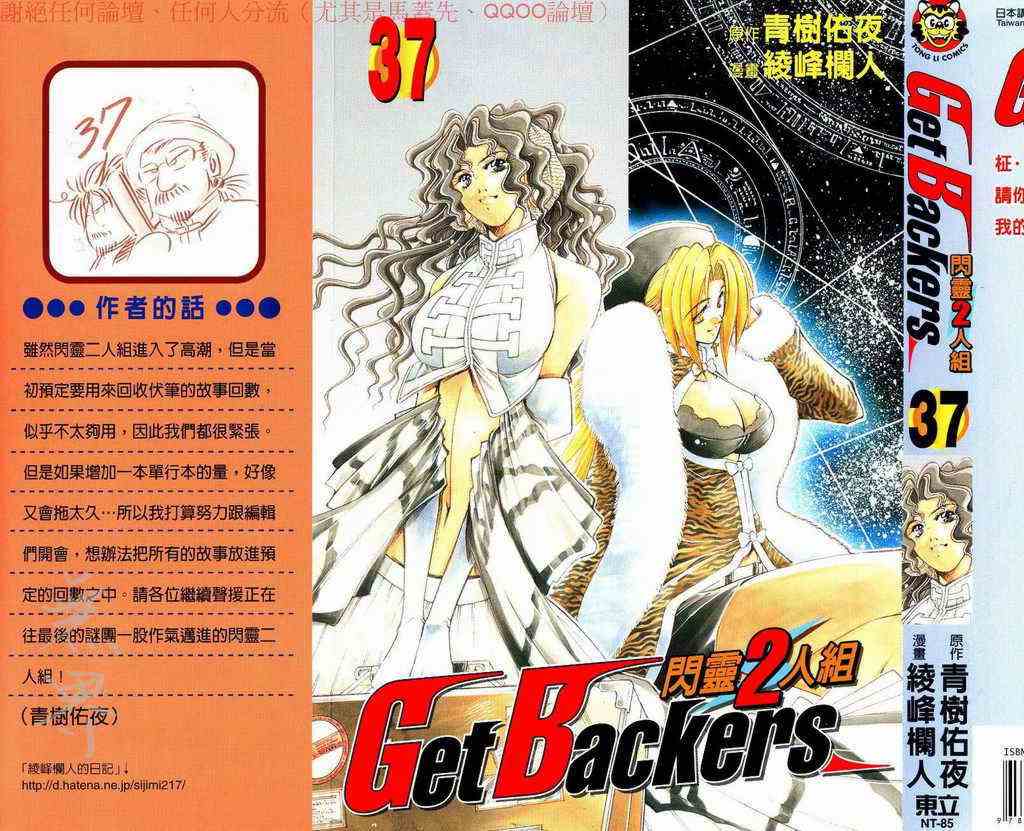 謝絕任何論壇、任何人分流（尤其是馬蓋先、QQOO論壇）
37
●●● 作者的話 ●●●
雖然閃靈二人組進入了高潮，但是當
初預定要用來回收伏筆的故事回數，
似乎不太夠用，因此我們都很緊張。
但是如果增加一本單行本的量，好像
又會拖太久…所以我打算努力跟編輯
們開會，想辦法把所有的故事放進預
定的回數之中。請各位繼續聲援正在
往最後的謎團一股作氣邁進的閃靈二
人組！
（青樹佑夜）
「綾峰欄人的日記」↓
http://d.hatena.ne.jp/sijimi217/
37
原作 青樹佑夜
漫畫 綾峰欄人
閃靈2人組
Get Backers
TONG LI COMICS
Get Backers
閃靈2人組
37
原作 青樹佑夜
漫畫 綾峰欄人
東立
NT-85
日本講
Taiwan
G
柾·
請你
我的
ISBN
9 78